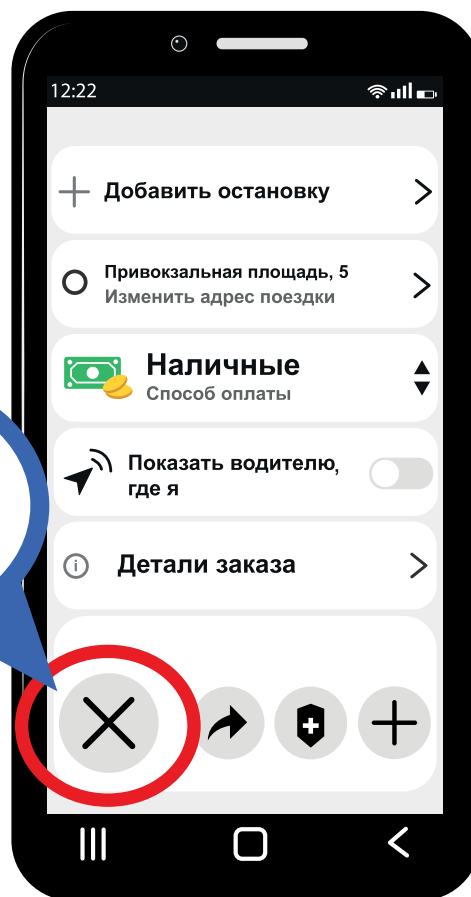 12:22
Добавить остановку
Привокзальная площадь, 5
Изменить адрес поездки
Наличные
Способ оплаты
Показать водителю,
где я
Детали заказа